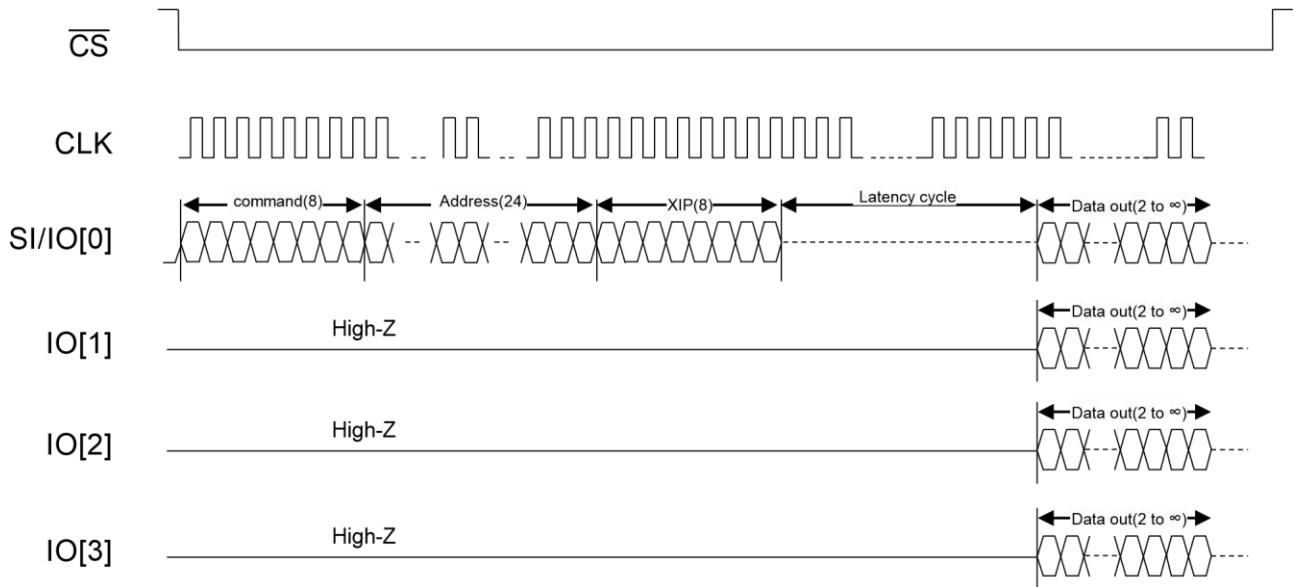 CS
CLK
command(8) Address(24) XIP(8) Latency cycle Data out(2 to ∞)
SI/IO[0]
Data out(2 to ∞)
High-Z
IO[1]
Data out(2 to ∞)
High-Z
IO[2]
Data out(2 to ∞)
High-Z
IO[3]